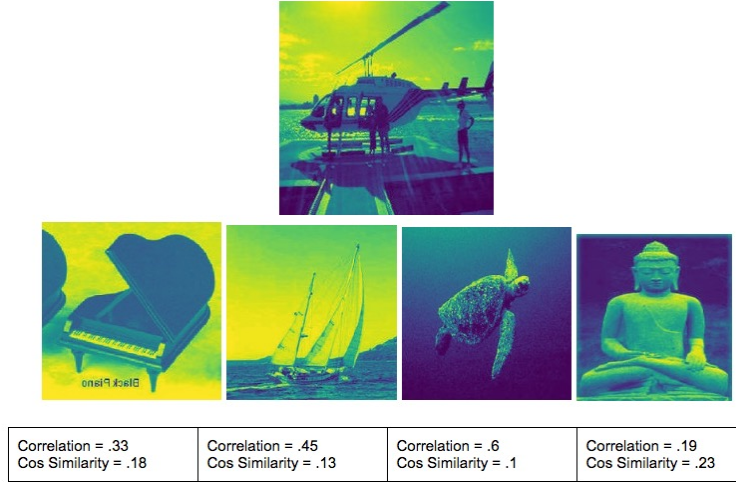 Black Piano
Correlation = .33
Cos Similarity = .18
Correlation = .45
Cos Similarity = .13
Correlation = .6
Cos Similarity = .1
Correlation = .19
Cos Similarity = .23